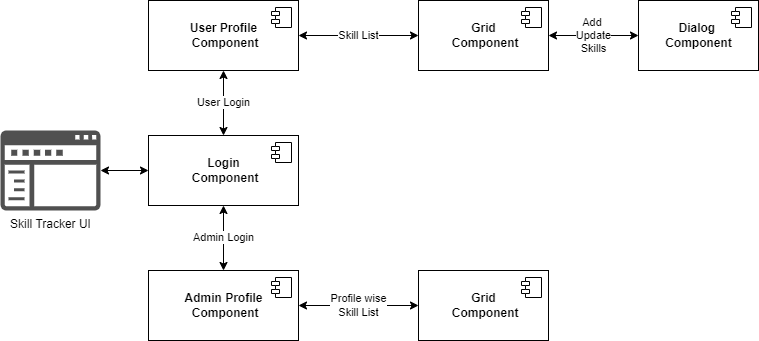 User Profile
Component
Skill List
Grid
Component
Add
Update
Skills
Dialog
Component
User Login
Login
Component
Skill Tracker UI
Admin Login
Admin Profile
Component
Profile wise
Skill List
Grid
Component